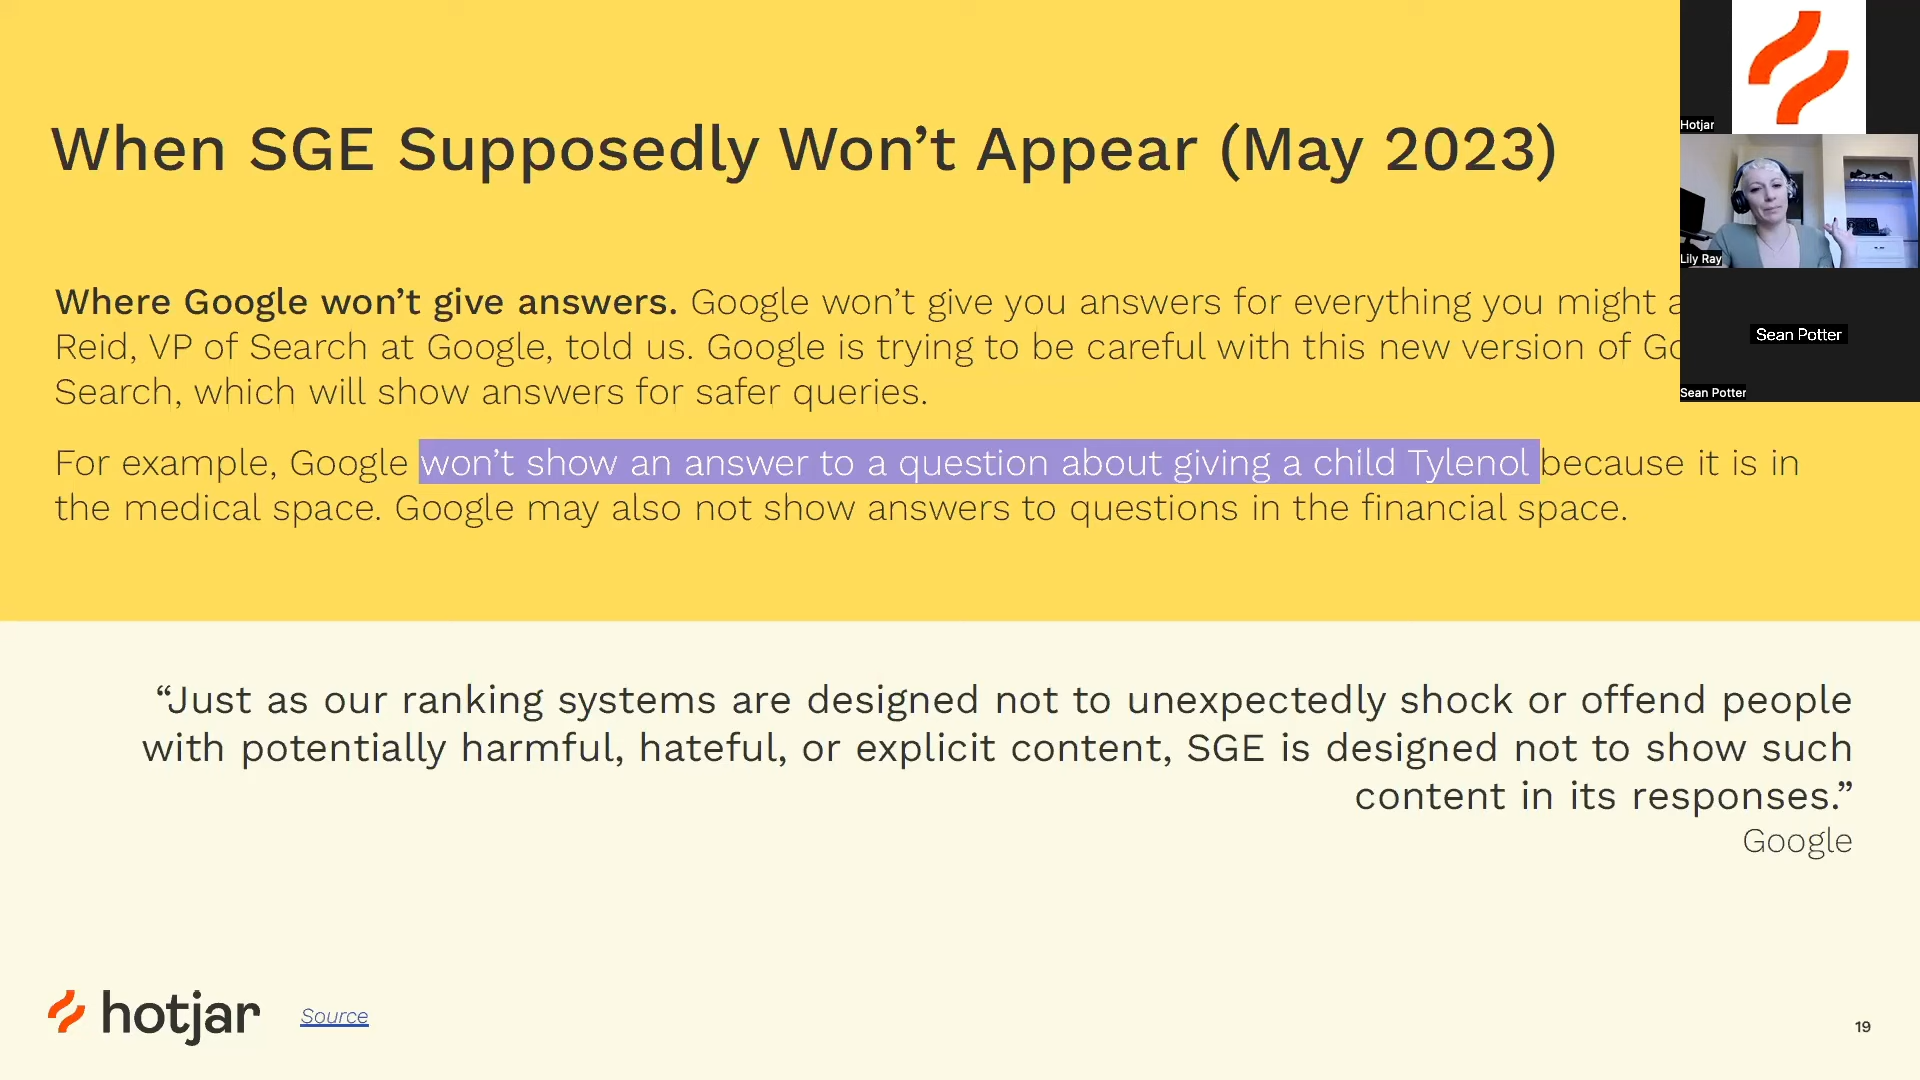 When SGE Supposedly Won’t Appear (May 2023)
Where Google won’t give answers. Google won’t give you answers for everything you might
Reid, VP of Search at Google, told us. Google is trying to be careful with this new version of
Search, which will show answers for safer queries.
For example, Google won’t show an answer to a question about giving a child Tylenol because it is in
the medical space. Google may also not show answers to questions in the financial space.
“Just as our ranking systems are designed not to unexpectedly shock or offend people
with potentially harmful, hateful, or explicit content, SGE is designed not to show such
content in its responses.”
Google
hotjar
Source
19
Hotjar
Lily Ray
Sean Potter
Sean Potter